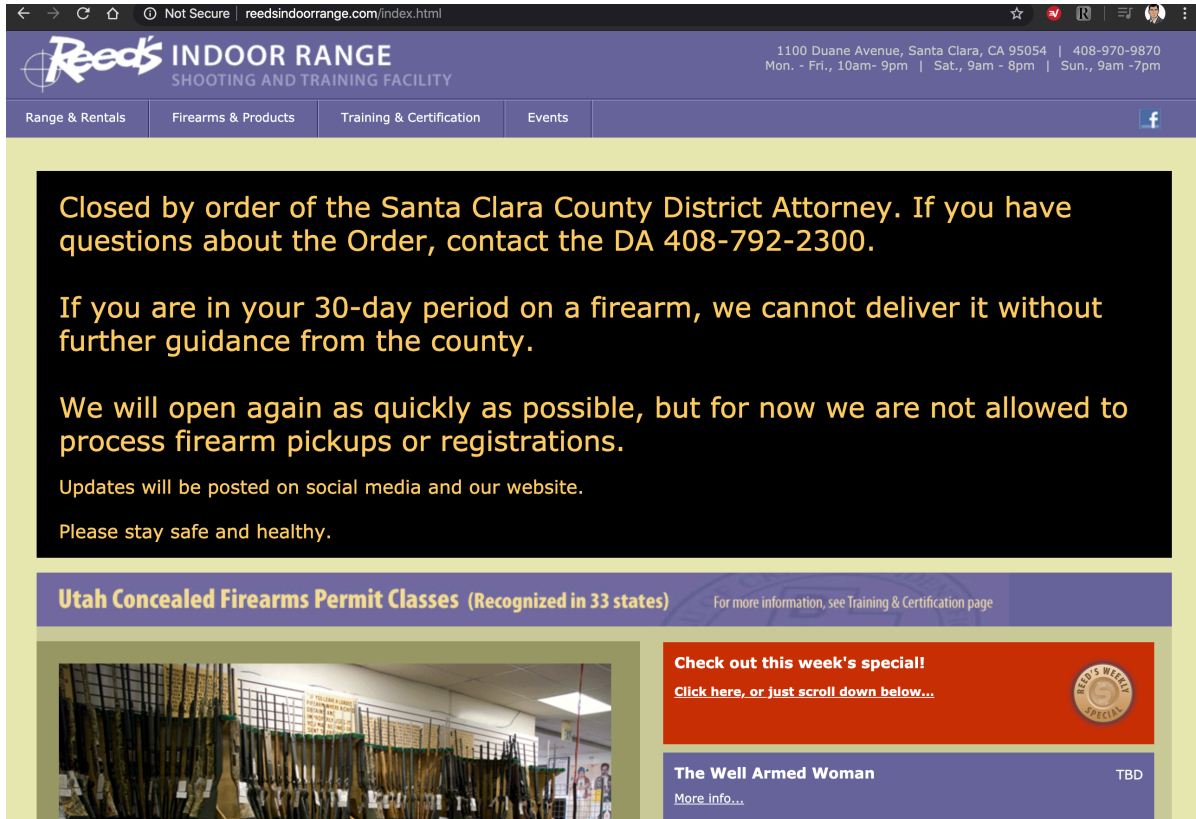 Not Secure | reedsindoorrange.com/index.html
Reed's INDOOR RANGE
SHOOTING AND TRAINING FACILITY
1100 Duane Avenue, Santa Clara, CA 95054 | 408-970-9870
Mon. - Fri., 10am- 9pm | Sat., 9am - 8pm | Sun., 9am -7pm
Range & Rentals
Firearms & Products
Training & Certification
Events
f
Closed by order of the Santa Clara County District Attorney. If you have
questions about the Order, contact the DA 408-792-2300.
If you are in your 30-day period on a firearm, we cannot deliver it without
further guidance from the county.
We will open again as quickly as possible, but for now we are not allowed to
process firearm pickups or registrations.
Updates will be posted on social media and our website.
Please stay safe and healthy.
Utah Concealed Firearms Permit Classes (Recognized in 33 states)
For more information, see Training & Certification page
Check out this week's special!
Click here, or just scroll down below...
REED'S WEEKLY
SPECIAL
The Well Armed Woman
TBD
More info...